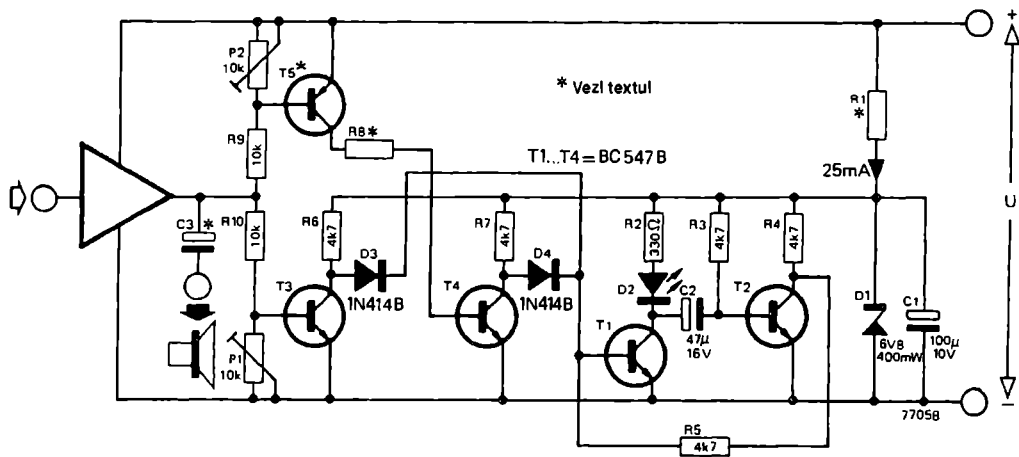 P2
10k
T5*
* Vezi textul
R1
*
R8*
T1...T4=BC547B
R9
10k
25mA
U
+
C3 *
R10
10k
R6
4k7
R7
4k7
R2
330Ω
R3
4k7
R4
4k7
D3
1N4148
D4
1N4148
T3
T4
D2
C2
47µ
16V
T2
T1
D1
6V8
400mW
C1
100µ
10V
P1
10k
77058
R5
4k7